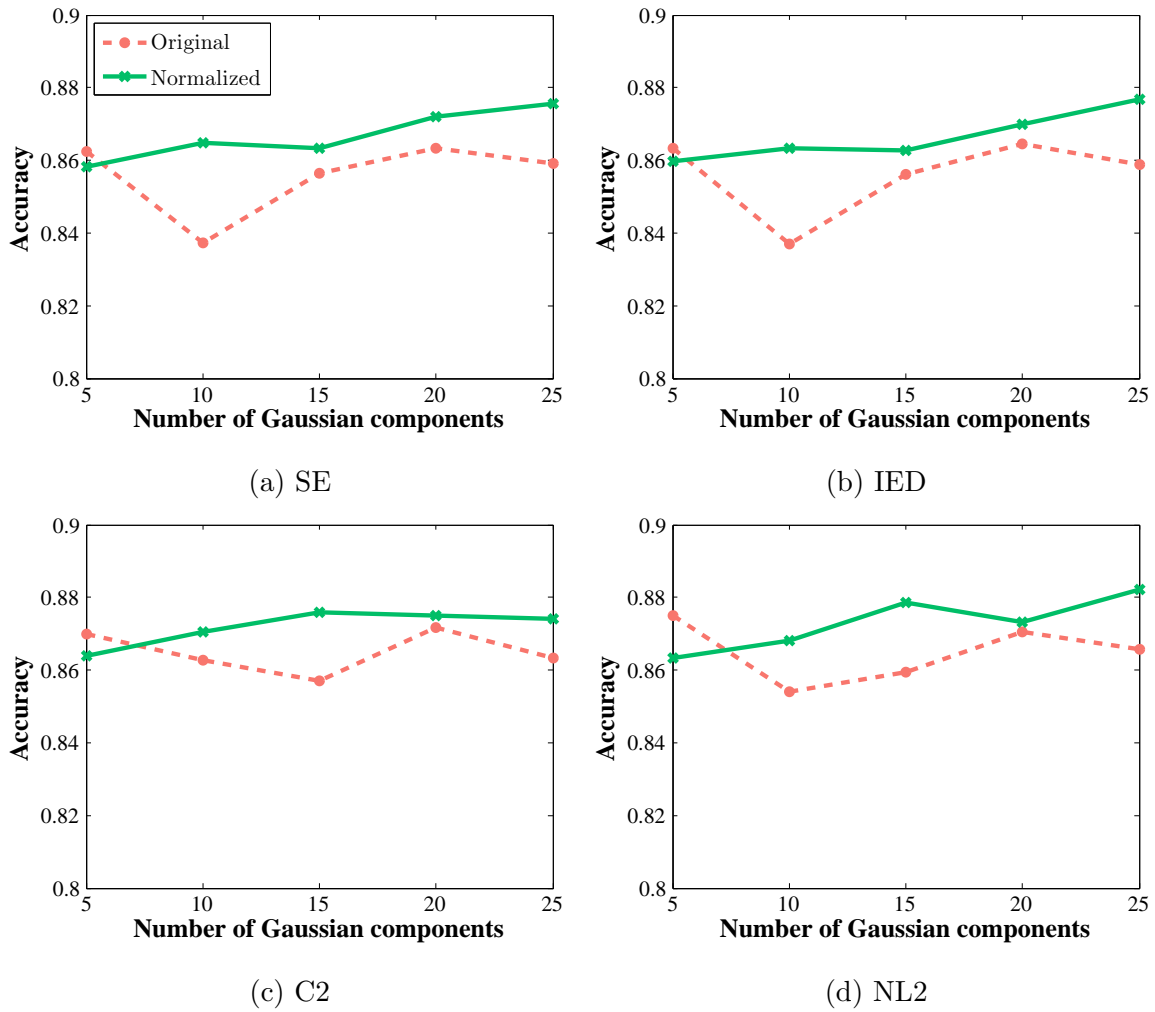 0.9
0.88
0.86
0.84
0.82
0.8
Accuracy
Original
Normalized
5 10 15 20 25
Number of Gaussian components
(a) SE
0.9
0.88
0.86
0.84
0.82
0.8
Accuracy
5 10 15 20 25
Number of Gaussian components
(b) IED
0.9
0.88
0.86
0.84
0.82
0.8
Accuracy
5 10 15 20 25
Number of Gaussian components
(c) C2
0.9
0.88
0.86
0.84
0.82
0.8
Accuracy
5 10 15 20 25
Number of Gaussian components
(d) NL2